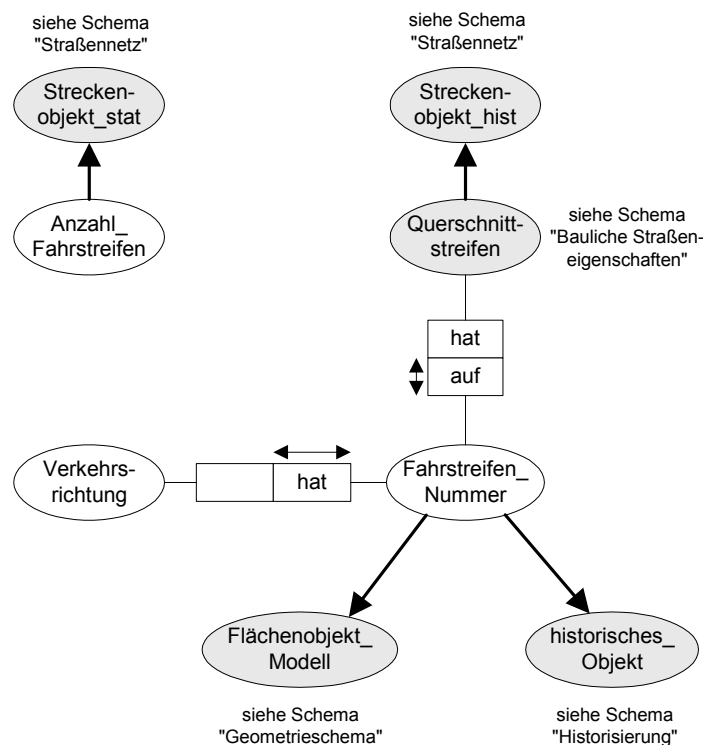 siehe Schema
"Straßennetz"
Strecken-
objekt_stat
Anzahl_
Fahrstreifen
siehe Schema
"Straßennetz"
Strecken-
objekt_hist
Querschnitt-
streifen
siehe Schema
"Bauliche Straßen-
eigenschaften"
hat
auf
Verkehrs-
richtung
hat
Fahrstreifen_
Nummer
Flächenobjekt_
Modell
siehe Schema
"Geometrieschema"
historisches_
Objekt
siehe Schema
"Historisierung"